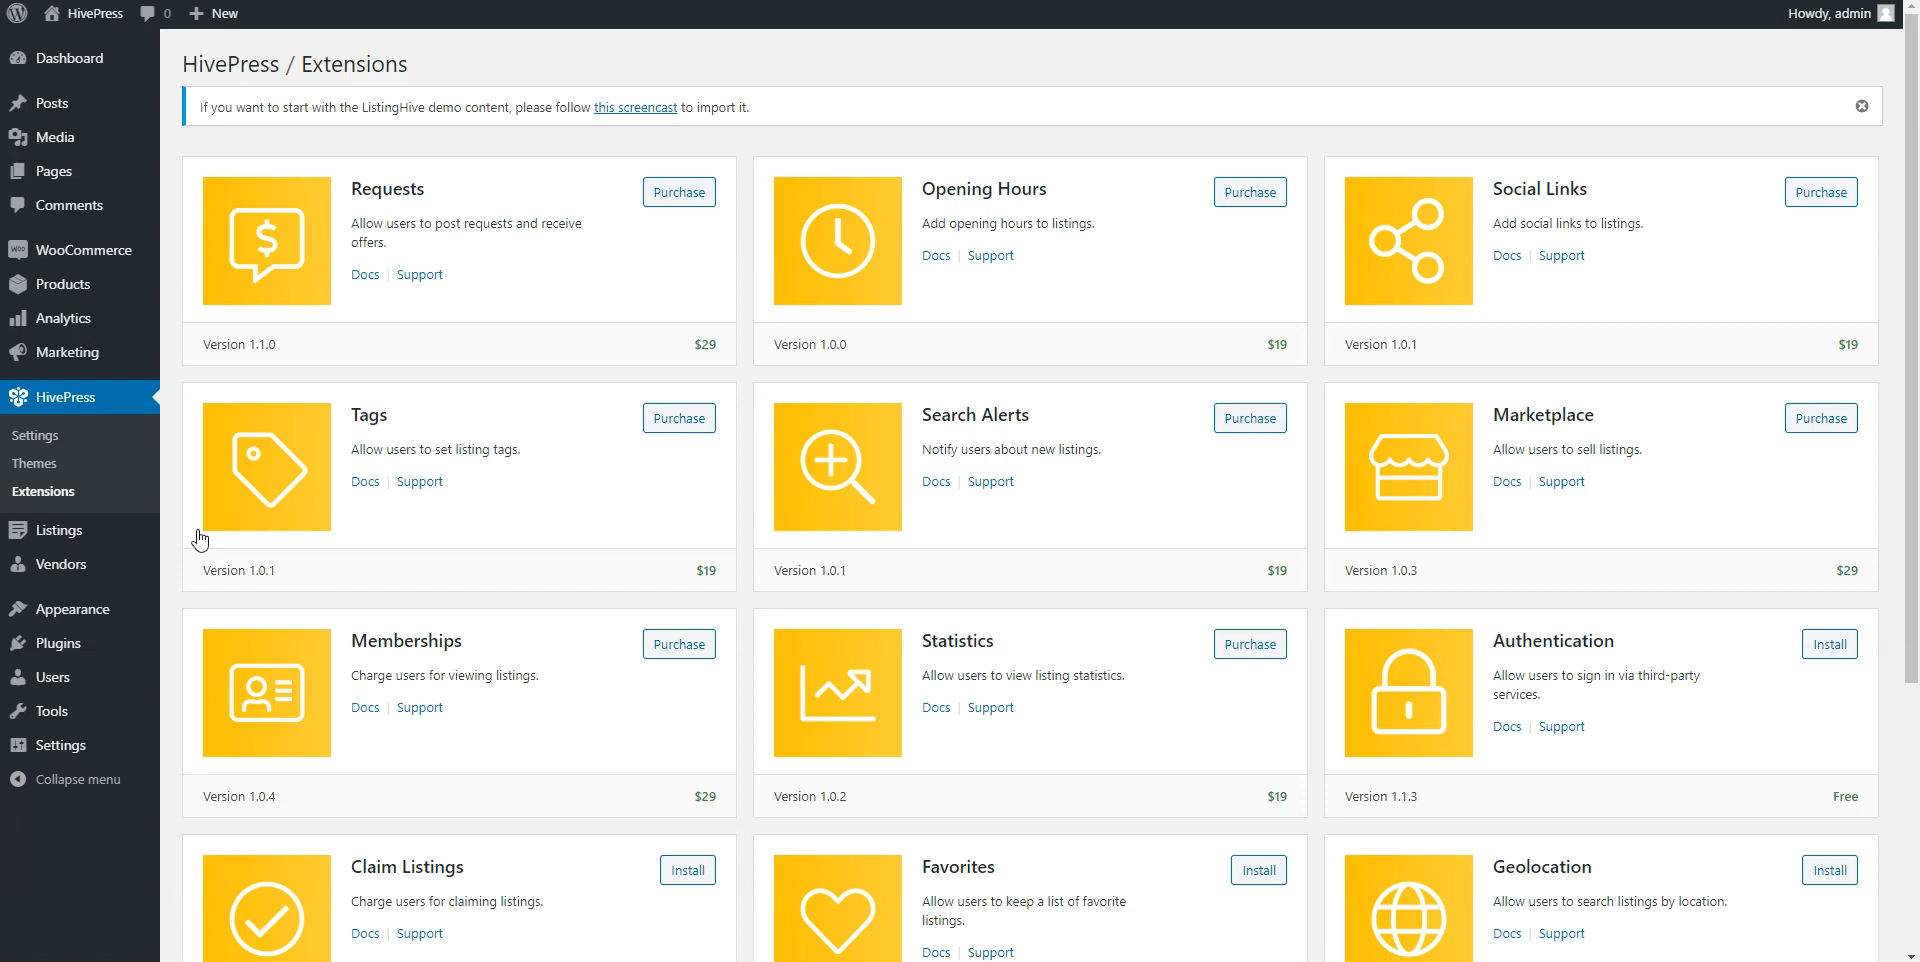 HivePress
0
New
Howdy, admin
Dashboard
Posts
Media
Pages
Comments
WooCommerce
Products
Analytics
Marketing
HivePress
Settings
Themes
Extensions
Listings
Vendors
Appearance
Plugins
Users
Tools
Settings
Collapse menu
HivePress / Extensions
If you want to start with the ListingHive demo content, please follow this screencast to import it.
Requests
Purchase
Allow users to post requests and receive
offers.
Docs | Support
Version 1.1.0
$29
Opening Hours
Purchase
Add opening hours to listings.
Docs | Support
Version 1.0.0
$19
Social Links
Purchase
Add social links to listings.
Docs | Support
Version 1.0.1
$19
Tags
Purchase
Allow users to set listing tags.
Docs | Support
Version 1.0.1
$19
Search Alerts
Purchase
Notify users about new listings.
Docs | Support
Version 1.0.1
$19
Marketplace
Purchase
Allow users to sell listings.
Docs | Support
Version 1.0.3
$29
Memberships
Purchase
Charge users for viewing listings.
Docs | Support
Version 1.0.4
$29
Statistics
Purchase
Allow users to view listing statistics.
Docs | Support
Version 1.0.2
$19
Authentication
Install
Allow users to sign in via third-party
services.
Docs | Support
Version 1.1.3
Free
Claim Listings
Install
Charge users for claiming listings.
Docs | Support
Favorites
Install
Allow users to keep a list of favorite
listings.
Docs | Support
Geolocation
Install
Allow users to search listings by location.
Docs | Support